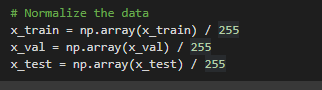 # Normalize the data
x_train = np.array(x_train) / 255
x_val = np.array(x_val) / 255
x_test = np.array(x_test) / 255